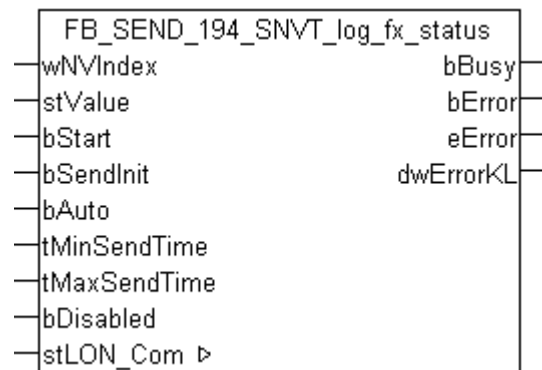 FB_SEND_194_SNVT_log_fx_status
wNVIndex bBusy
stValue bError
bStart eError
bSendInit dwErrorKL
bAuto
tMinSendTime
tMaxSendTime
bDisabled
stLON_Com ▷